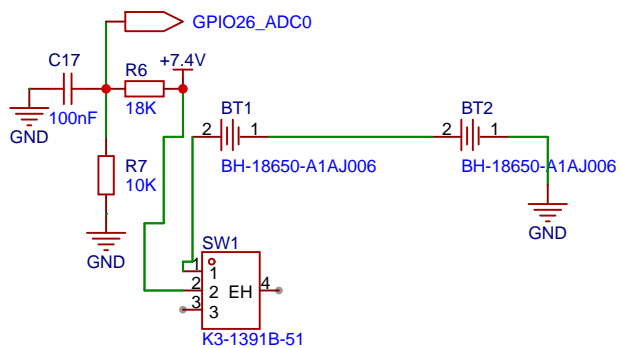 GPIO26_ADC0
C17
R6
+7.4V
100nF
18K
GND
BT1
BT2
2
1
2
1
BH-18650-A1AJ006
BH-18650-A1AJ006
R7
10K
GND
GND
SW1
1
1
2
2
EH
4
3
3
K3-1391B-51